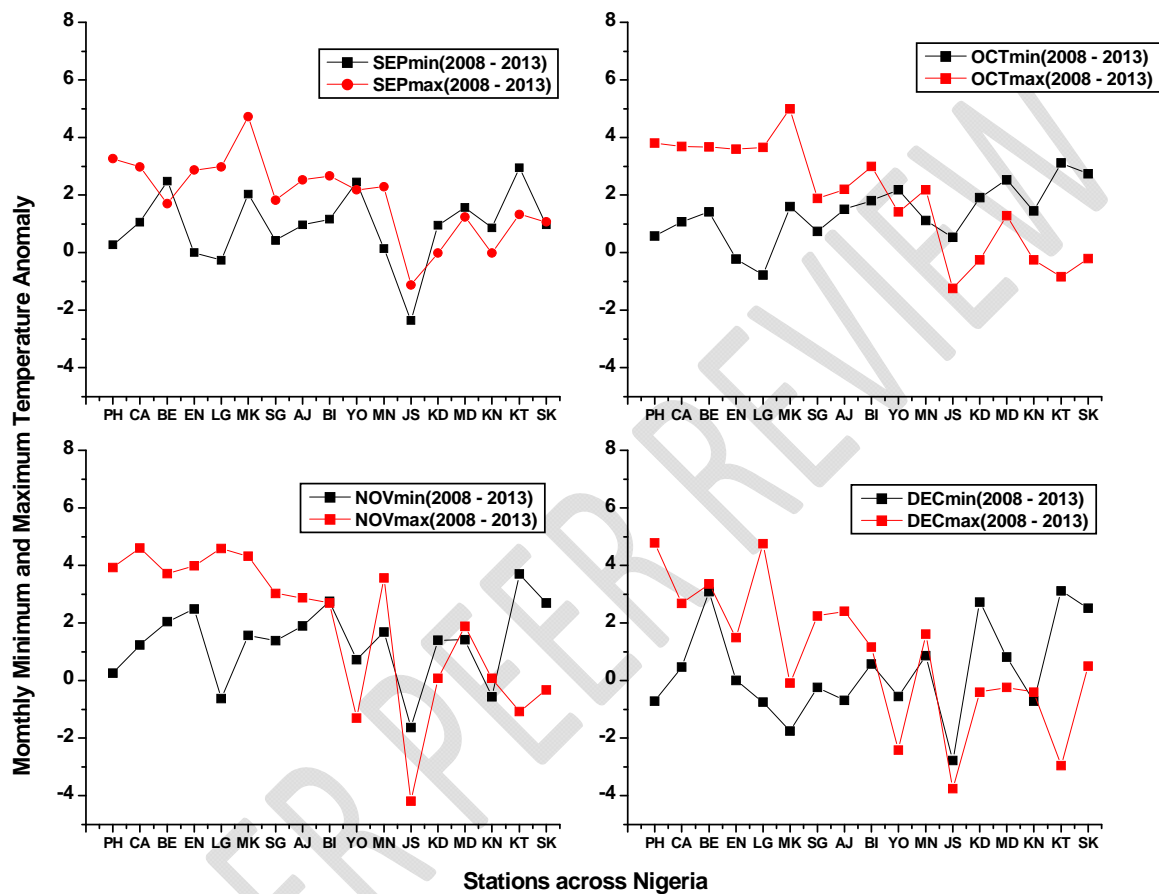 Momthly Minimum and Maximum Temperature Anomaly
8
6
4
2
0
-2
-4
SEPmin(2008 - 2013)
SEPmax(2008 - 2013)
PH CA BE EN LG MK SG AJ BI YO MN JS KD MD KN KT SK
8
6
4
2
0
-2
-4
OCTmin(2008 - 2013)
OCTmax(2008 - 2013)
PH CA BE EN LG MK SG AJ BI YO MN JS KD MD KN KT SK
8
6
4
2
0
-2
-4
NOVmin(2008 - 2013)
NOVmax(2008 - 2013)
PH CA BE EN LG MK SG AJ BI YO MN JS KD MD KN KT SK
8
6
4
2
0
-2
-4
DECmin(2008 - 2013)
DECmax(2008 - 2013)
PH CA BE EN LG MK SG AJ BI YO MN JS KD MD KN KT SK
Stations across Nigeria
ER PEER REVIEW